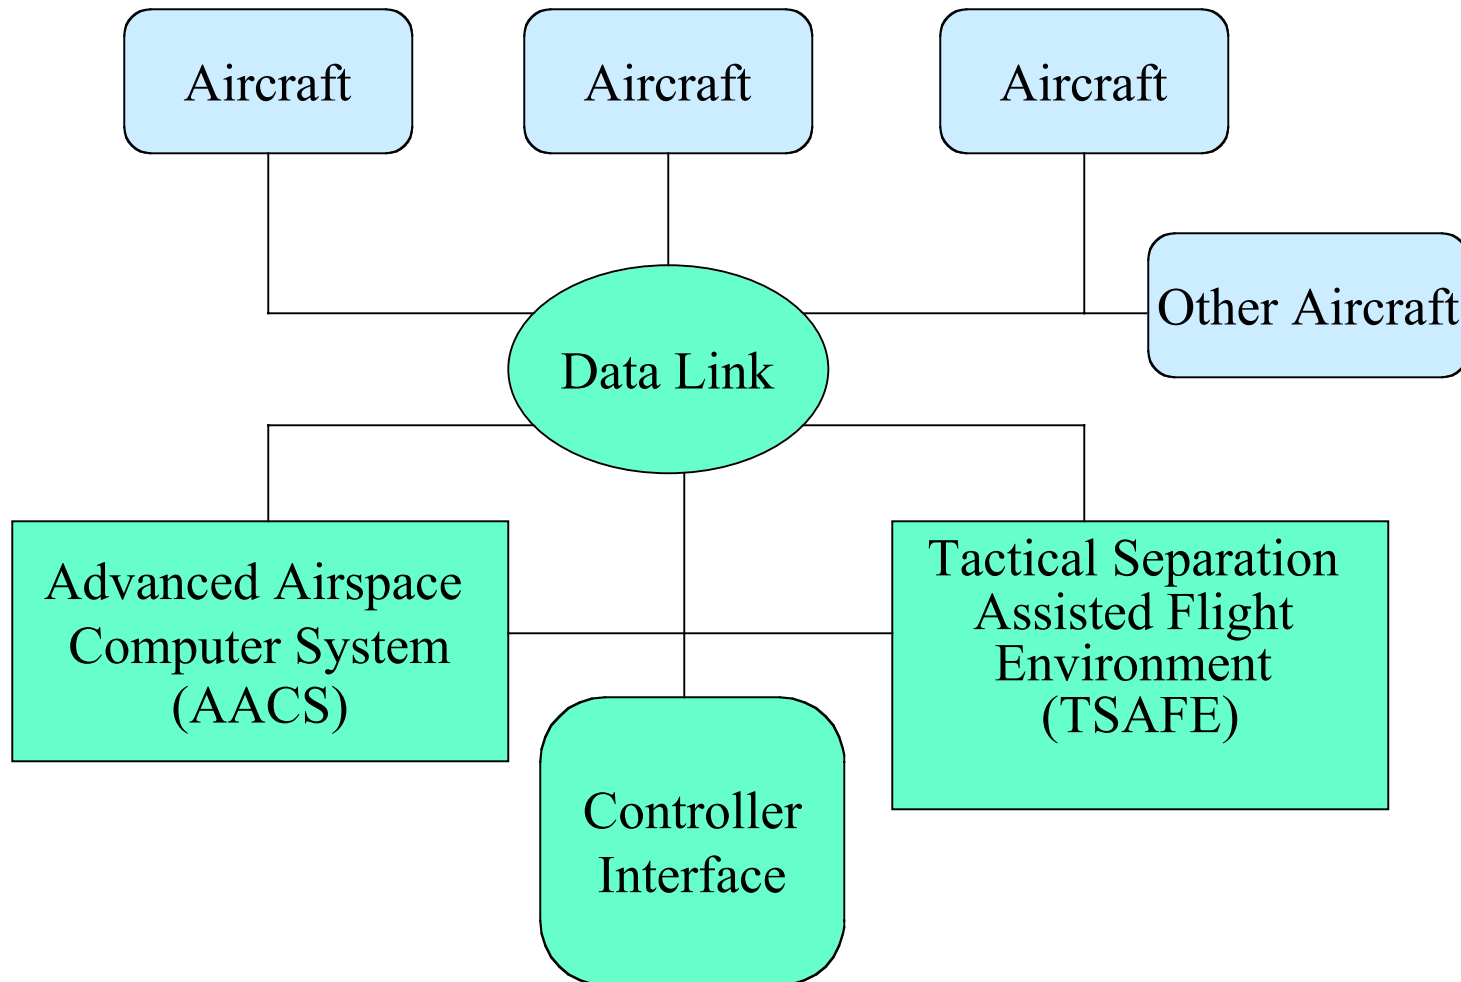 Aircraft
Aircraft
Aircraft
Other Aircraft
Data Link
Advanced Airspace
Computer System
(AACS)
Tactical Separation
Assisted Flight
Environment
(TSAFE)
Controller
Interface